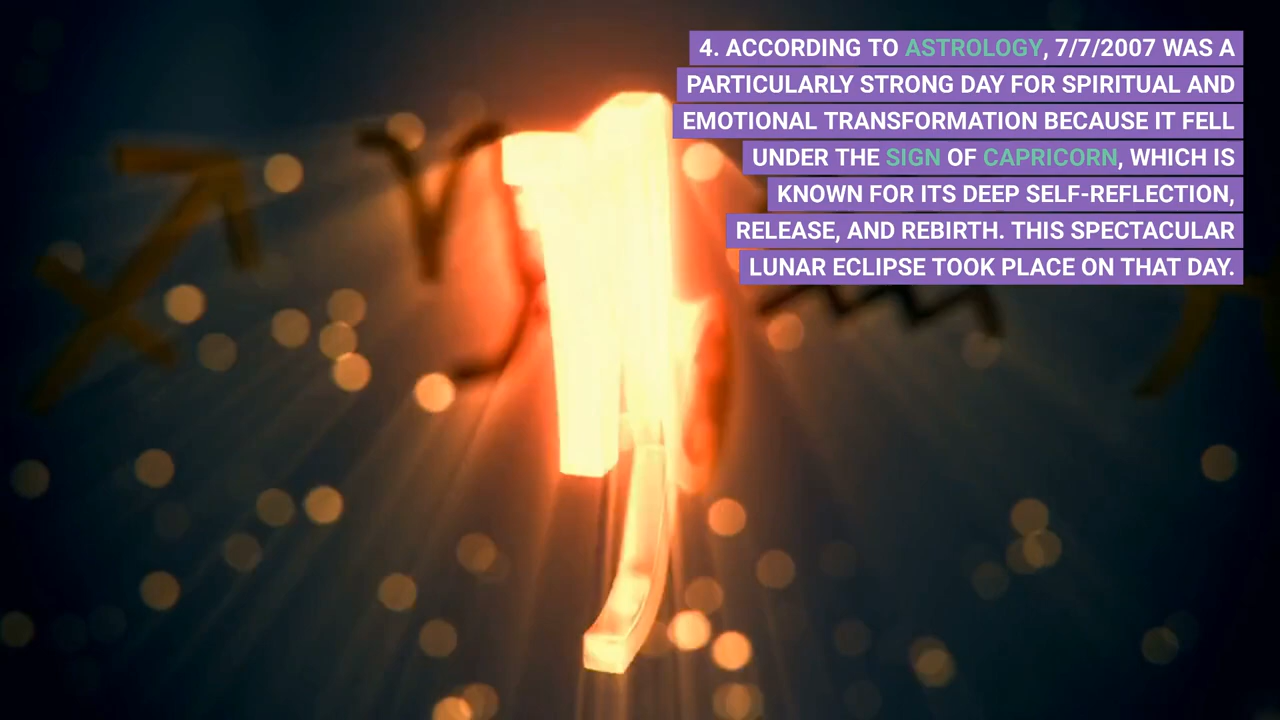 4. ACCORDING TO ASTROLOGY, 7/7/2007 WAS A
PARTICULARLY STRONG DAY FOR SPIRITUAL AND
EMOTIONAL TRANSFORMATION BECAUSE IT FELL
UNDER THE SIGN OF CAPRICORN, WHICH IS
KNOWN FOR ITS DEEP SELF-REFLECTION,
RELEASE, AND REBIRTH. THIS SPECTACULAR
LUNAR ECLIPSE TOOK PLACE ON THAT DAY.